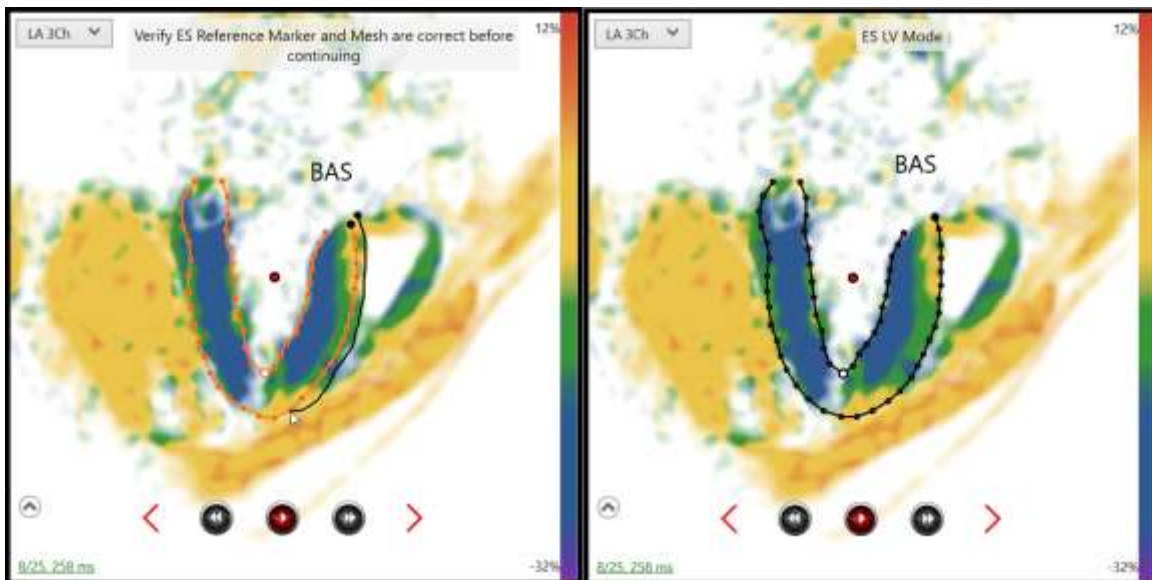 LA 3Ch
Verify ES Reference Marker and Mesh are correct before
continuing
12%
BAS
8/25, 258 ms
-32%
LA 3Ch
ES LV Mode
12%
BAS
8/25, 258 ms
-32%